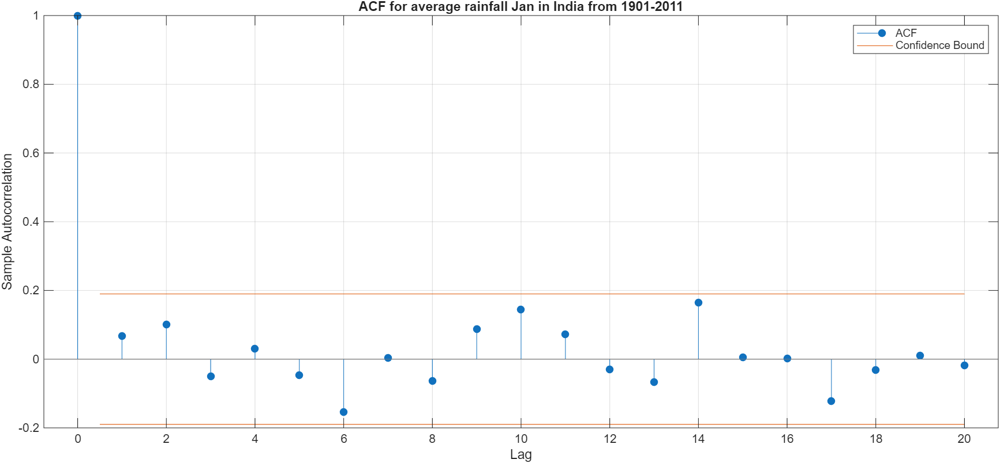 ACF for average rainfall Jan in India from 1901-2011
ACF
Confidence Bound
1
0.8
0.6
0.4
0.2
0
-0.2
Sample Autocorrelation
0 2 4 6 8 10 12 14 16 18 20
Lag